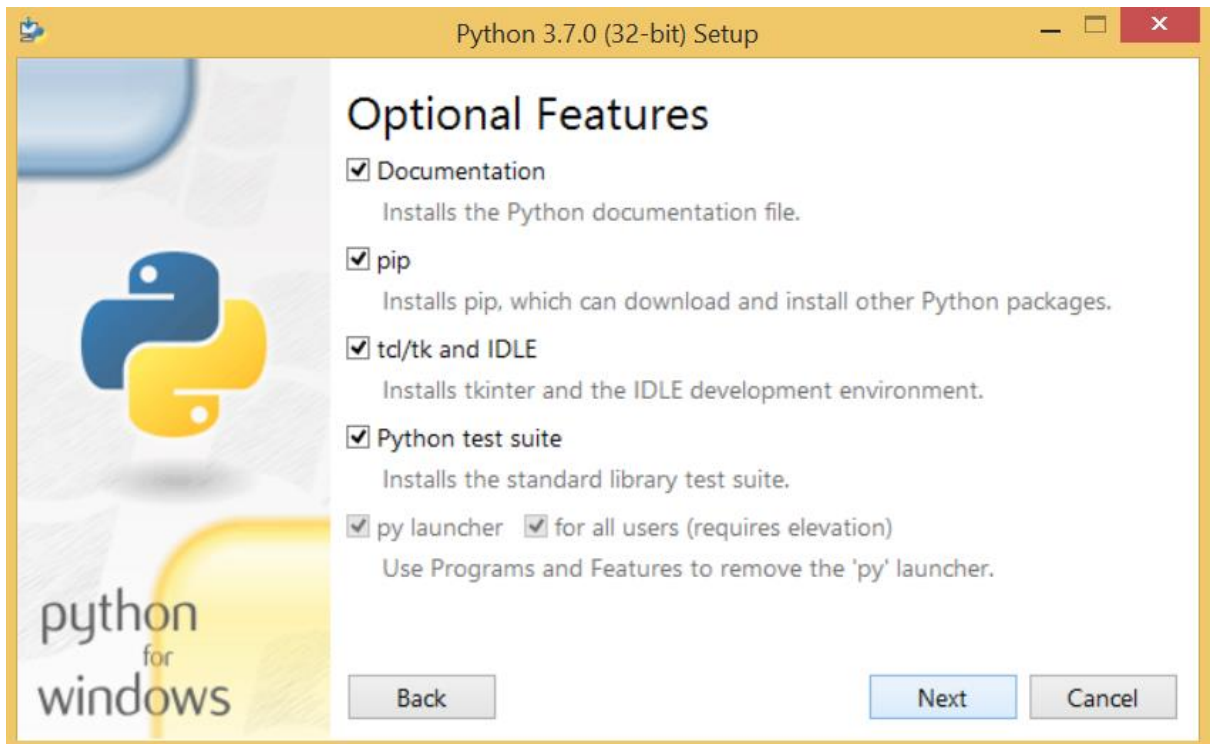 Python 3.7.0 (32-bit) Setup
Optional Features
Documentation
Installs the Python documentation file.
pip
Installs pip, which can download and install other Python packages.
tcl/tk and IDLE
Installs tkinter and the IDLE development environment.
Python test suite
Installs the standard library test suite.
py launcher for all users (requires elevation)
Use Programs and Features to remove the 'py' launcher.
python
for
windows
Back Next Cancel